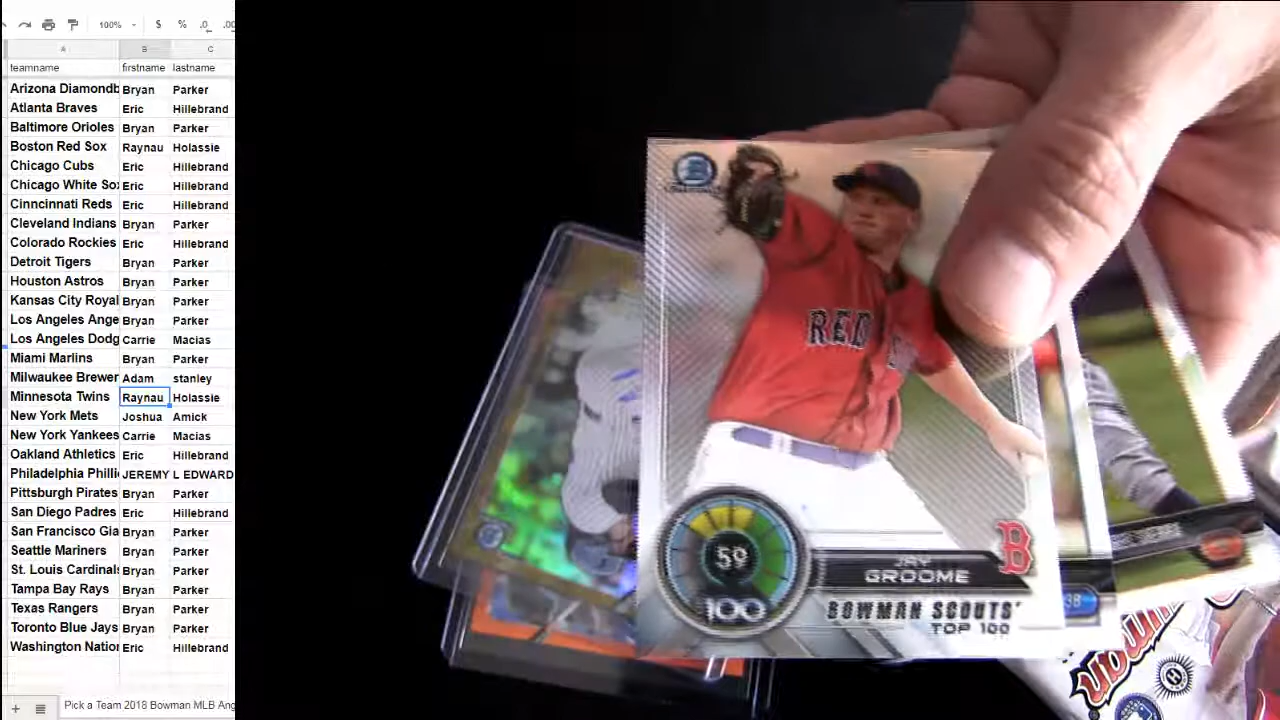 100% $ % .0 .00
A B C
teamname firstname lastname
Arizona Diamondb Bryan Parker
Atlanta Braves Eric Hillebrand
Baltimore Orioles Bryan Parker
Boston Red Sox Raynau Holassie
Chicago Cubs Eric Hillebrand
Chicago White Sox Eric Hillebrand
Cinncinnati Reds Eric Hillebrand
Cleveland Indians Bryan Parker
Colorado Rockies Eric Hillebrand
Detroit Tigers Bryan Parker
Houston Astros Bryan Parker
Kansas City Royal Bryan Parker
Los Angeles Ange Bryan Parker
Los Angeles Dodg Carrie Macias
Miami Marlins Bryan Parker
Milwaukee Brewer Adam stanley
Minnesota Twins Raynau Holassie
New York Mets Joshua Amick
New York Yankees Carrie Macias
Oakland Athletics Eric Hillebrand
Philadelphia Philli JEREMY L EDWARD
Pittsburgh Pirates Bryan Parker
San Diego Padres Eric Hillebrand
San Francisco Gia Bryan Parker
Seattle Mariners Bryan Parker
St. Louis Cardinals Bryan Parker
Tampa Bay Rays Bryan Parker
Texas Rangers Bryan Parker
Toronto Blue Jays Bryan Parker
Washington Nation Eric Hillebrand
Pick a Team 2018 Bowman MLB Ang
RED
B
59
100
JAY
GROOME
BOWMAN SCOUTS'
TOP 100
38